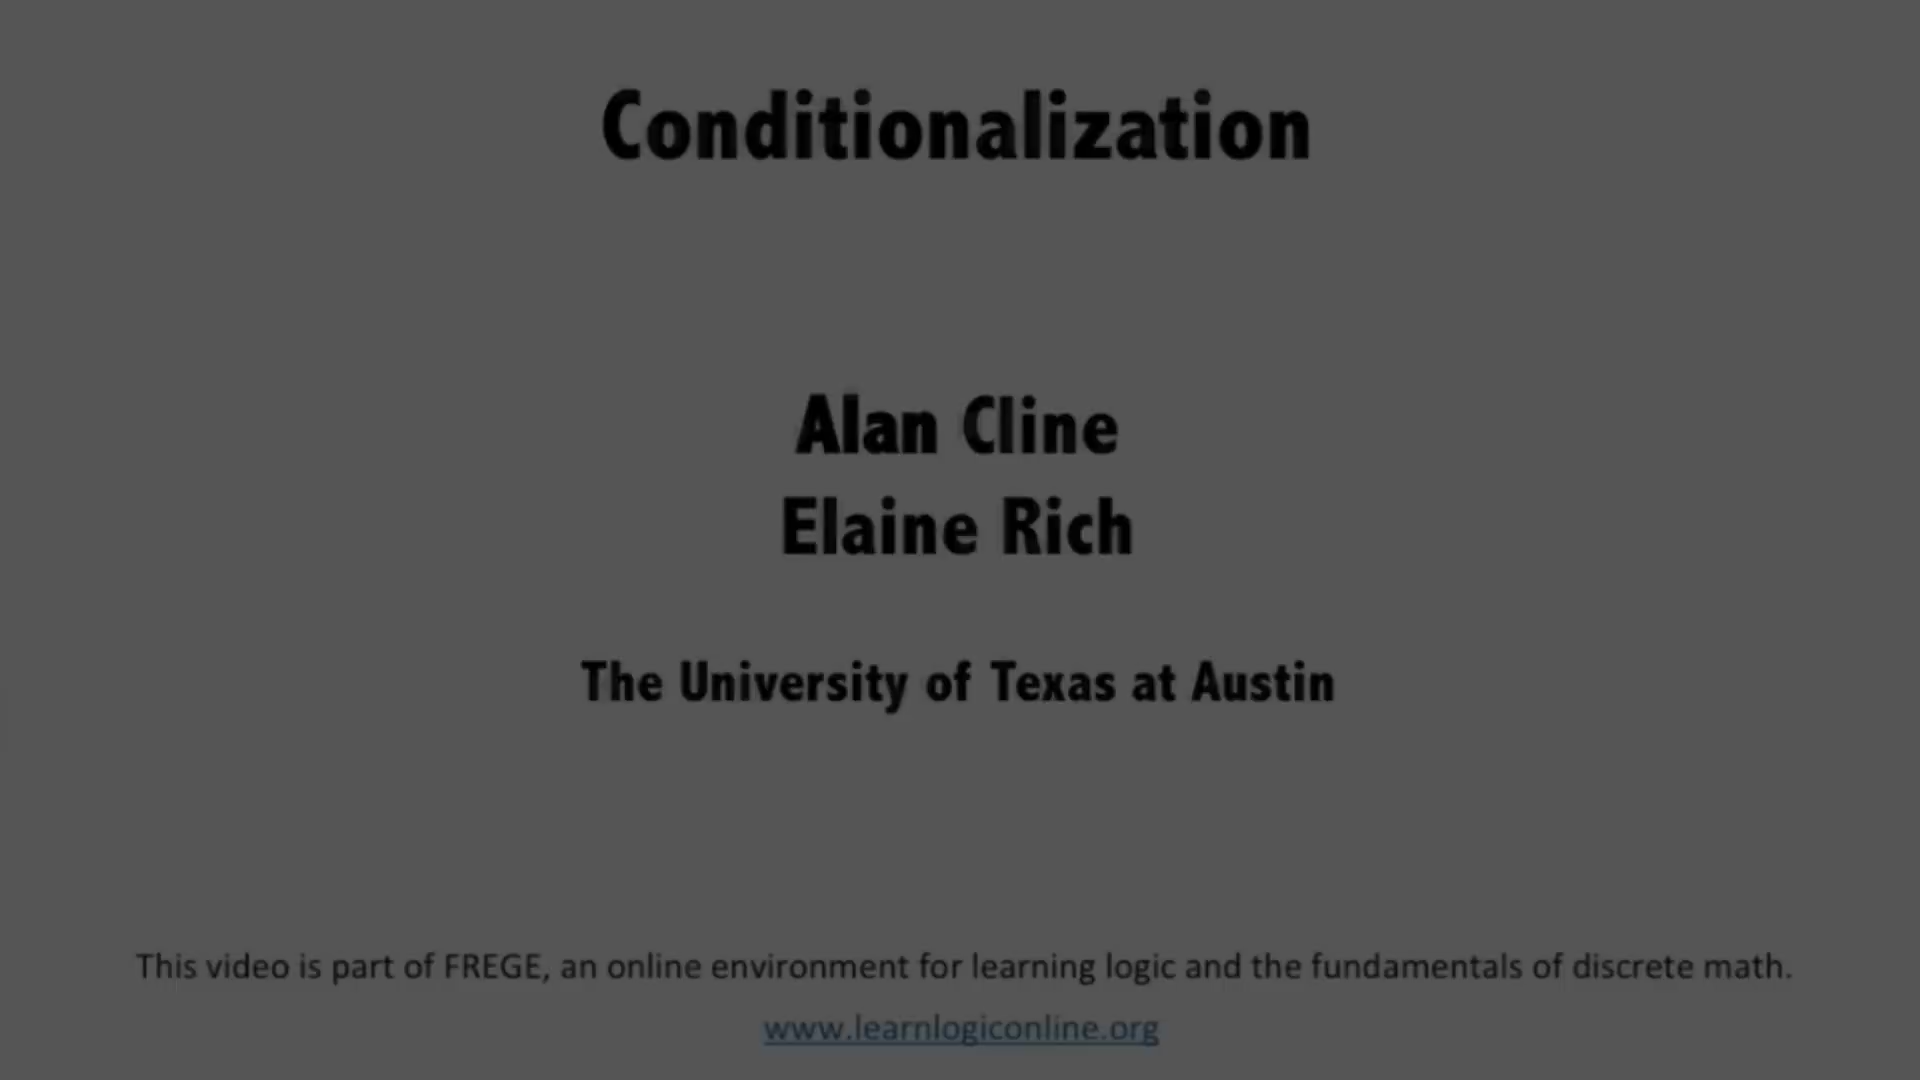 Conditionalization
Alan Cline
Elaine Rich
The University of Texas at Austin
This video is part of FREGE, an online environment for learning logic and the fundamentals of discrete math.
www.learnlogiconline.org